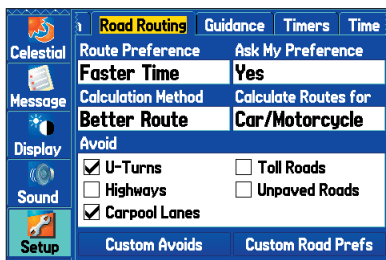 Road Routing Guidance Timers Time
Celestial
Route Preference Ask My Preference
Faster Time Yes
Message
Calculation Method Calculate Routes for
Better Route Car/Motorcycle
Display
Avoid
U-Turns Toll Roads
Highways Unpaved Roads
Sound
Carpool Lanes
Setup
Custom Avoids Custom Road Prefs